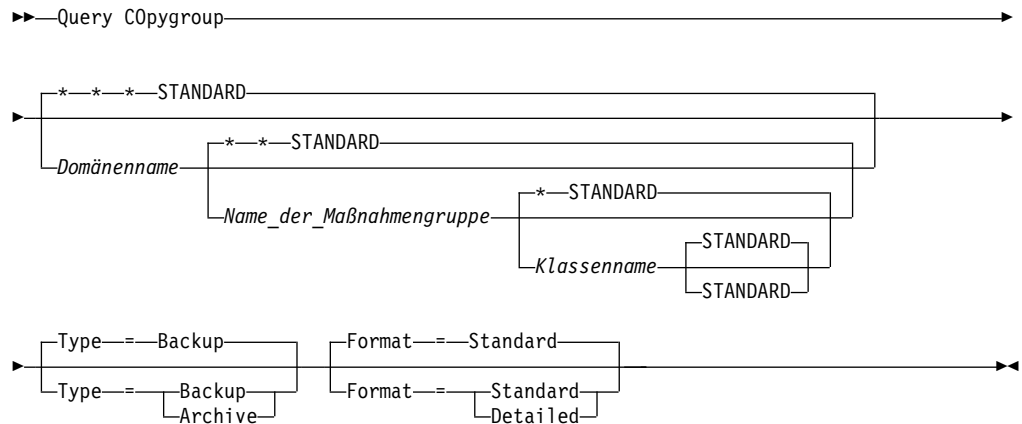 Query COpygroup
* * * STANDARD
Domänenname
* * STANDARD
Name_der_Maßnahmengruppe
* STANDARD
Klassenname
STANDARD
STANDARD
Type = Backup
Format = Standard
Type = Backup
Archive
Format = Standard
Detailed